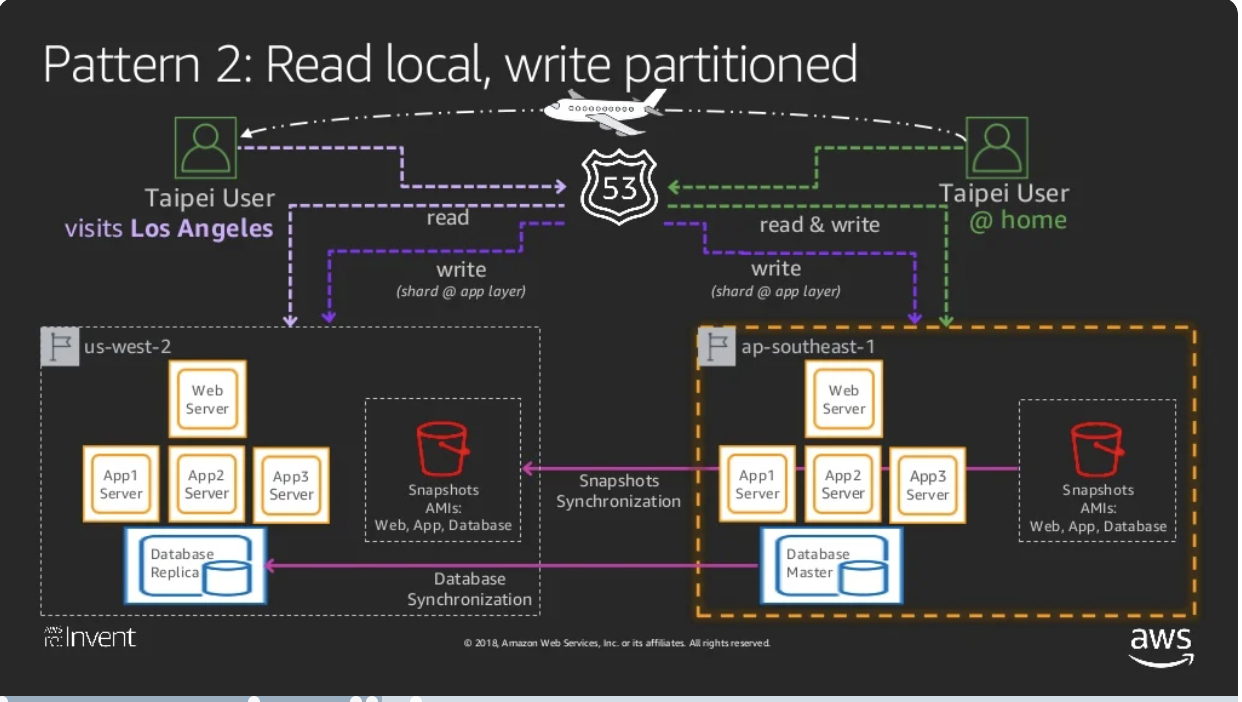 Pattern 2: Read local, write partitioned
53
Taipei User
visits Los Angeles
Taipei User
@ home
read
read & write
write
(shard @ app layer)
write
(shard @ app layer)
us-west-2
Web
Server
App1
Server
App2
Server
App3
Server
Database
Replica
Snapshots
AMIs:
Web, App, Database
Snapshots
Synchronization
Database
Synchronization
ap-southeast-1
Web
Server
App1
Server
App2
Server
App3
Server
Database
Master
Snapshots
AMIs:
Web, App, Database
AWS
re:Invent
© 2018, Amazon Web Services, Inc. or its affiliates. All rights reserved.
aws